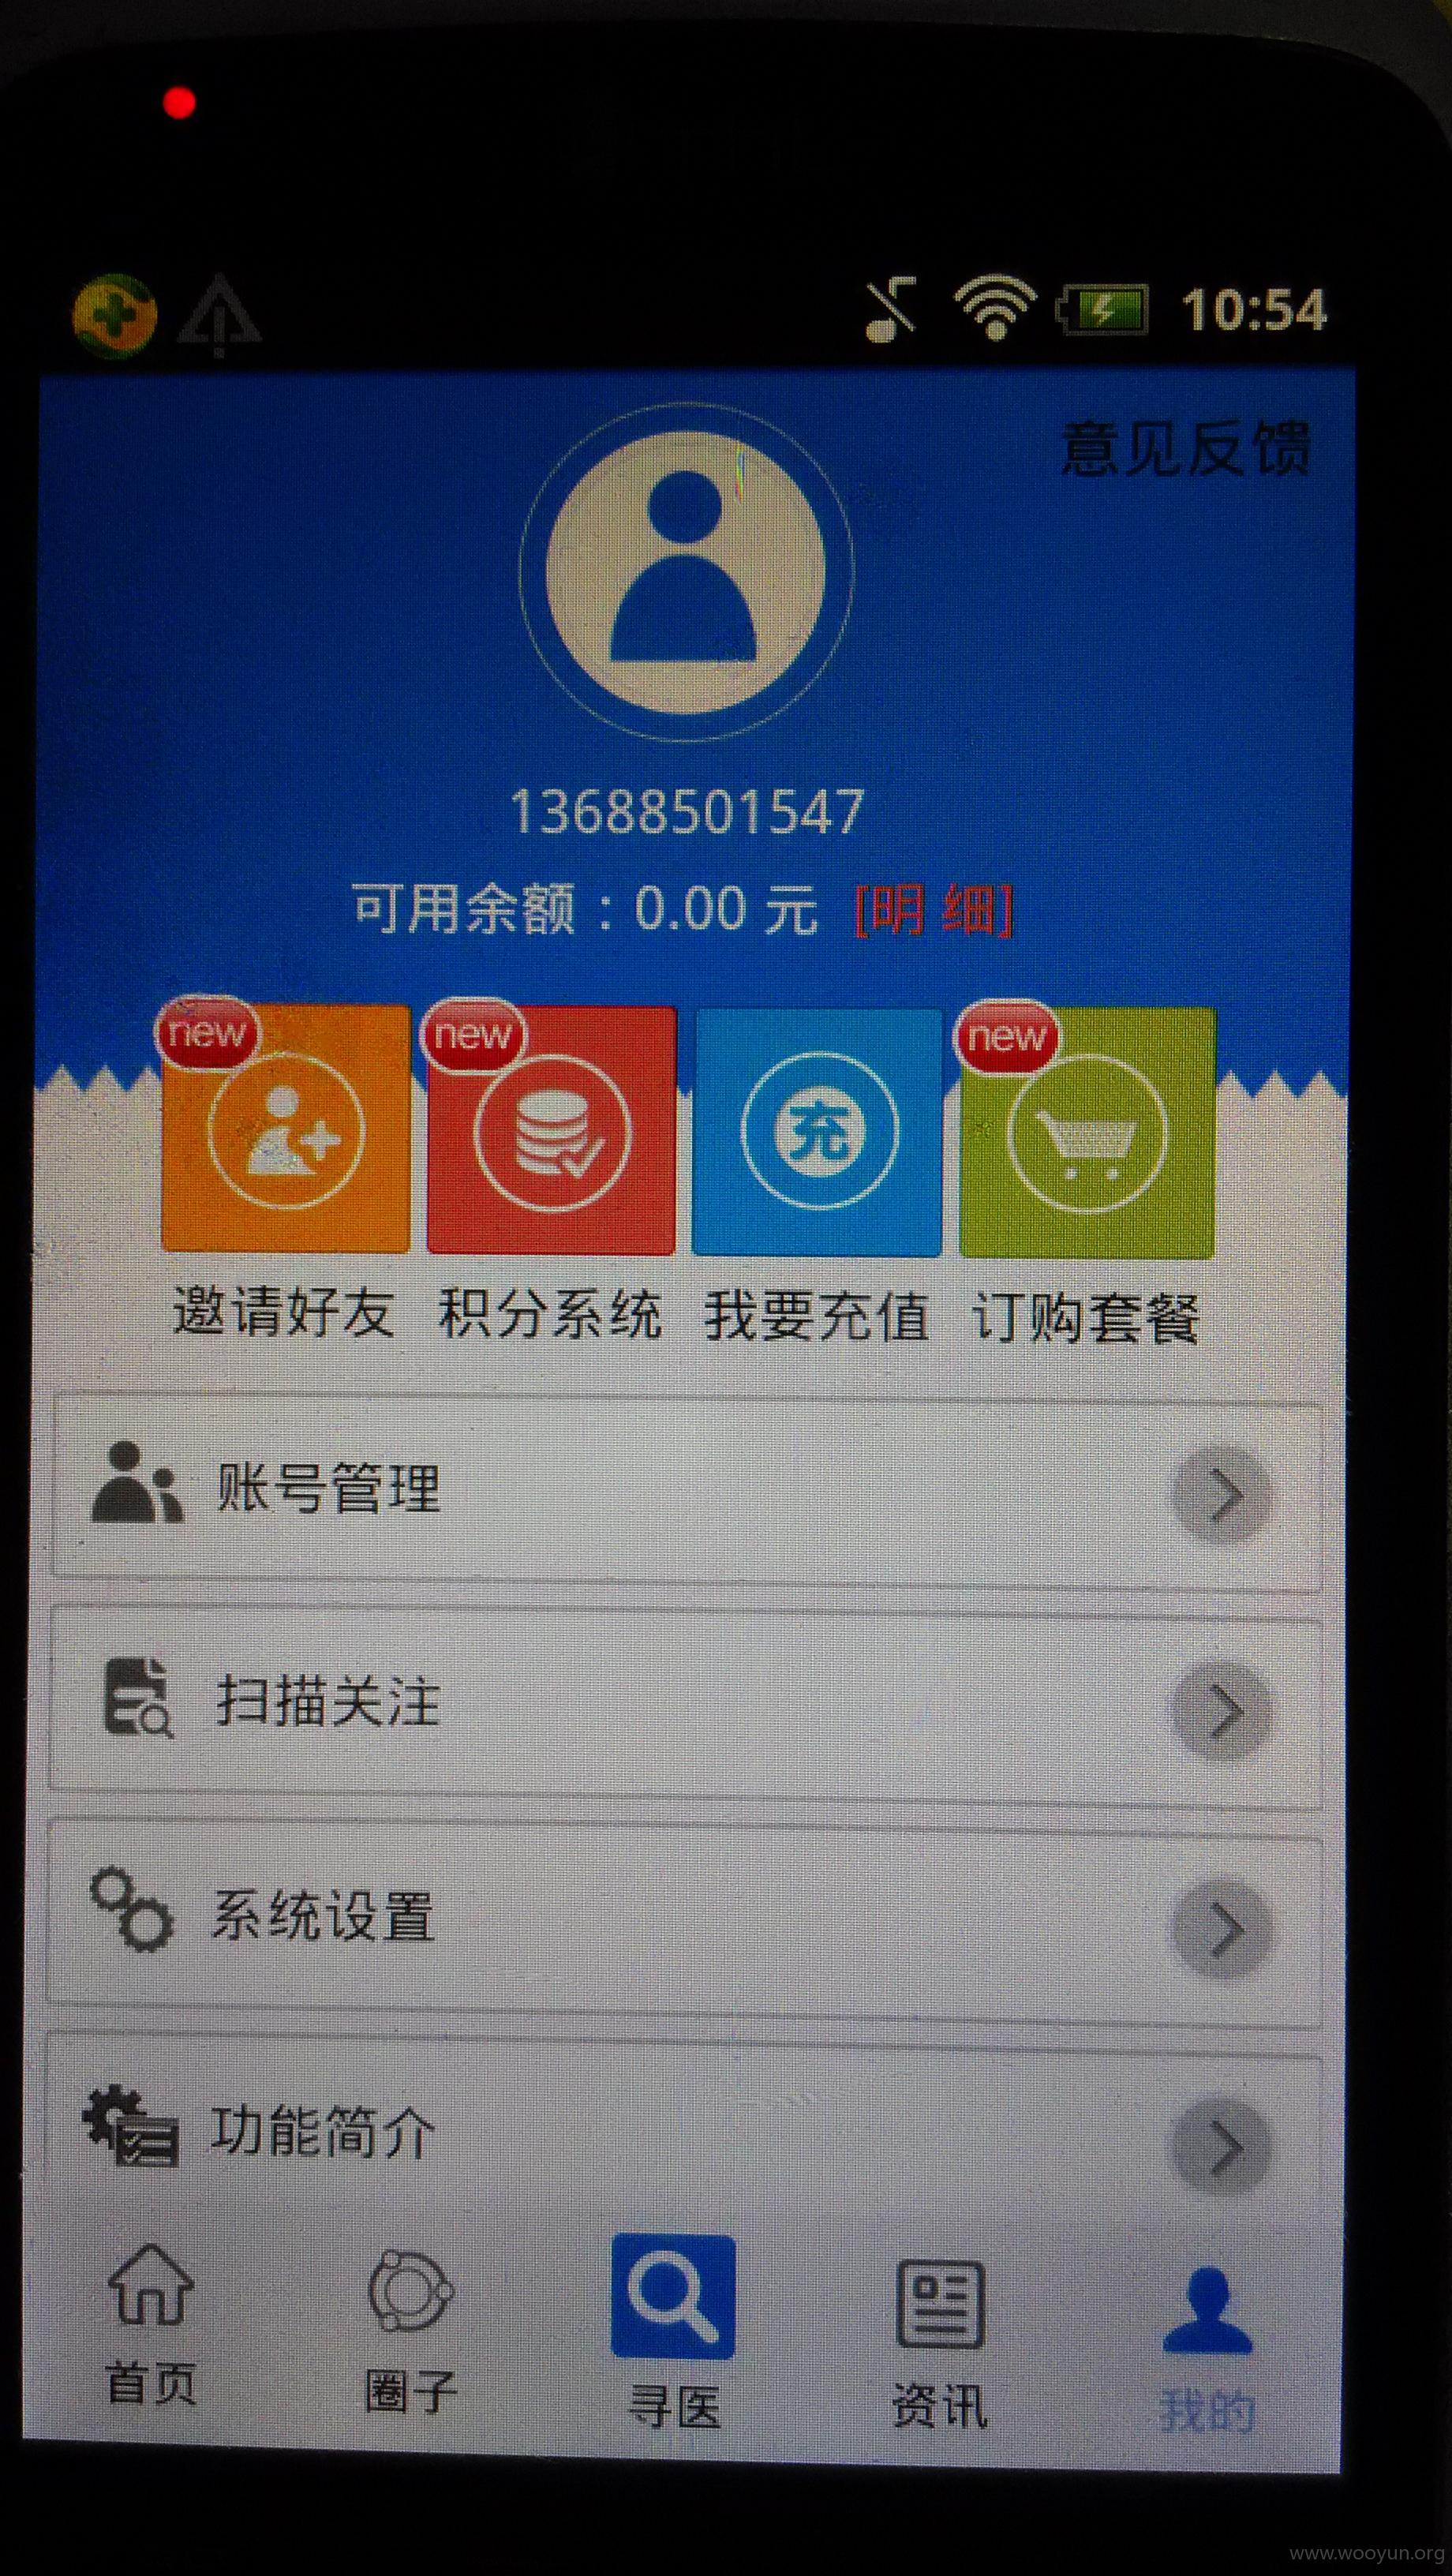 10:54
意见反馈
13688501547
可用余额：0.00 元 [明 细]
new new new
充
邀请好友 积分系统 我要充值 订购套餐
账号管理
扫描关注
系统设置
功能简介
首页 圈子 寻医 资讯 我的
www.wooyun.org